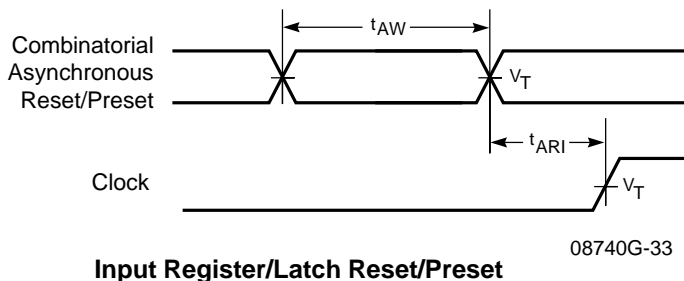 tAW
Combinatorial
Asynchronous
Reset/Preset
VT
tARI
Clock
VT
08740G-33
Input Register/Latch Reset/Preset